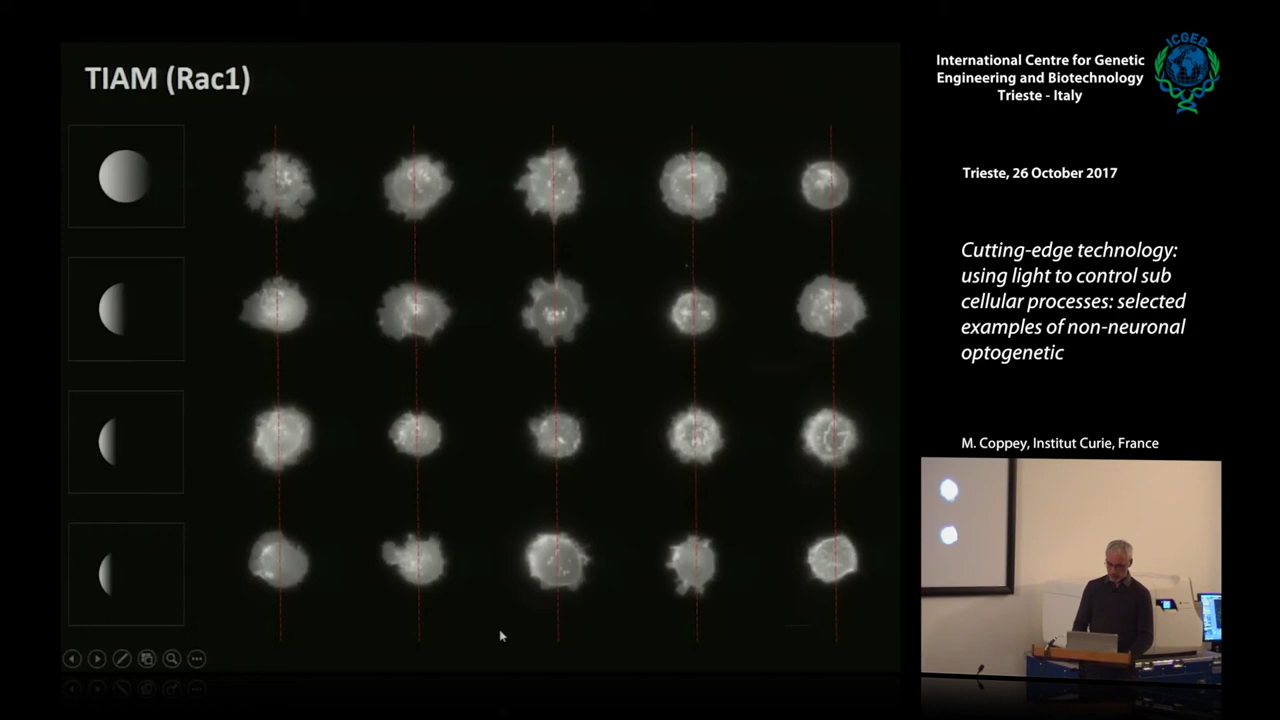 TIAM (Rac1)
International Centre for Genetic
Engineering and Biotechnology
Trieste - Italy
ICGEB
Trieste, 26 October 2017
Cutting-edge technology:
using light to control sub
cellular processes: selected
examples of non-neuronal
optogenetic
M. Coppey, Institut Curie, France